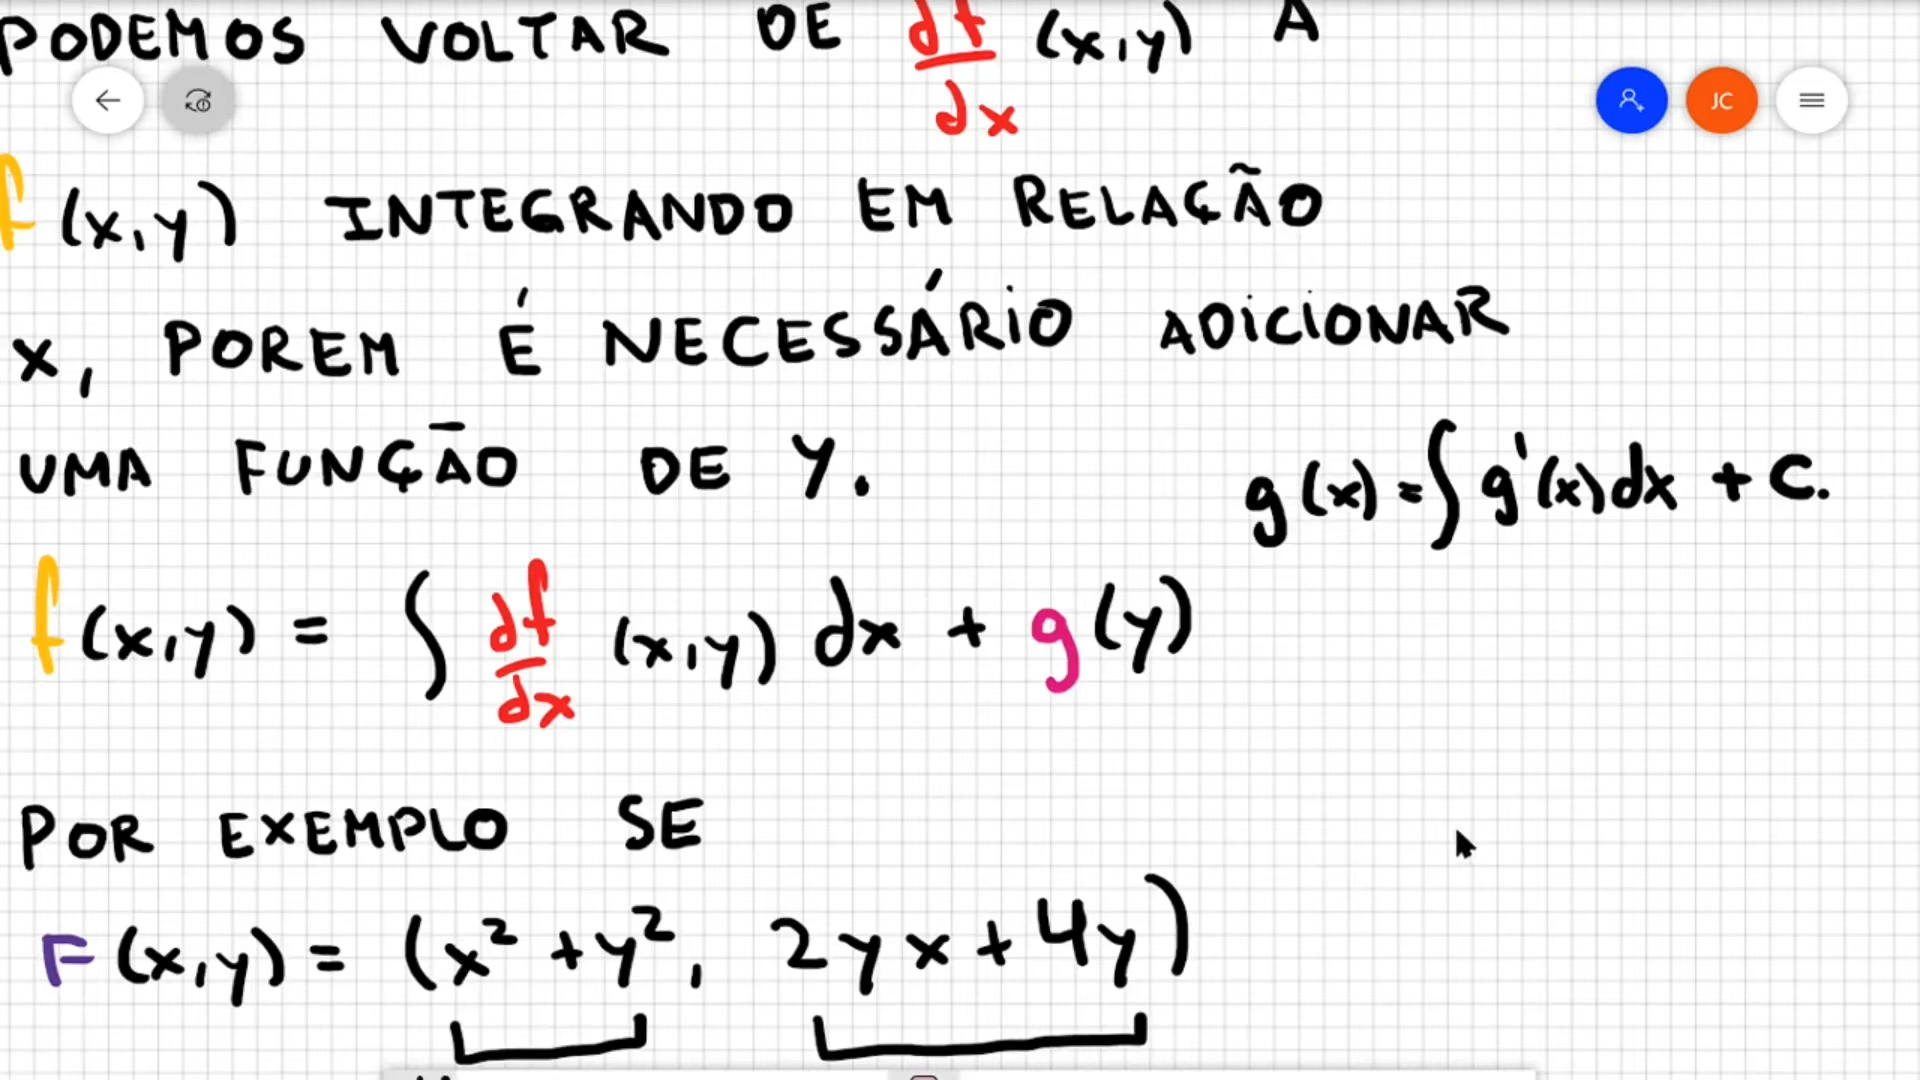 PODEMOS VOLTAR DE df/dx (x,y) A
JC
f(x,y) INTEGRANDO EM RELAÇÃO
x, POREM É NECESSÁRIO ADICIONAR
UMA FUNÇÃO DE Y.
g(x)=∫g'(x)dx + C.
f(x,y) = ∫ df/dx (x,y) dx + g(y)
POR EXEMPLO SE
F(x,y) = (x² + y², 2yx + 4y)